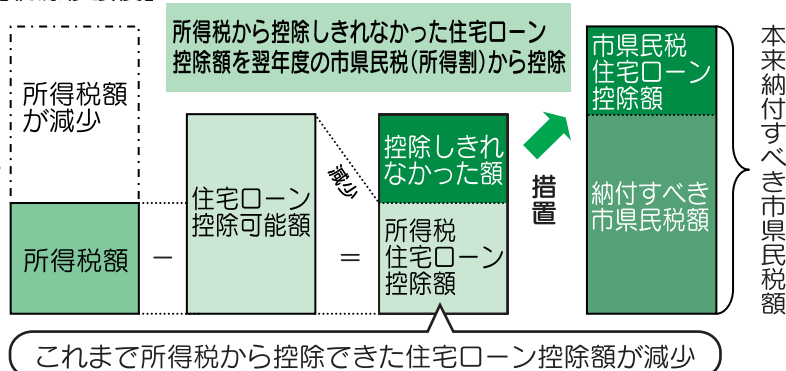 所得税から控除しきれなかった住宅ローン
控除額を翌年度の市県民税(所得割)から控除
所得税額
が減少
所得税額
－
住宅ローン
控除可能額
減少
＝
控除しきれ
なかった額
所得税
住宅ローン
控除額
措置
市県民税
住宅ローン
控除額
納付すべき
市県民税額
本来納付すべき市県民税額
これまで所得税から控除できた住宅ローン控除額が減少